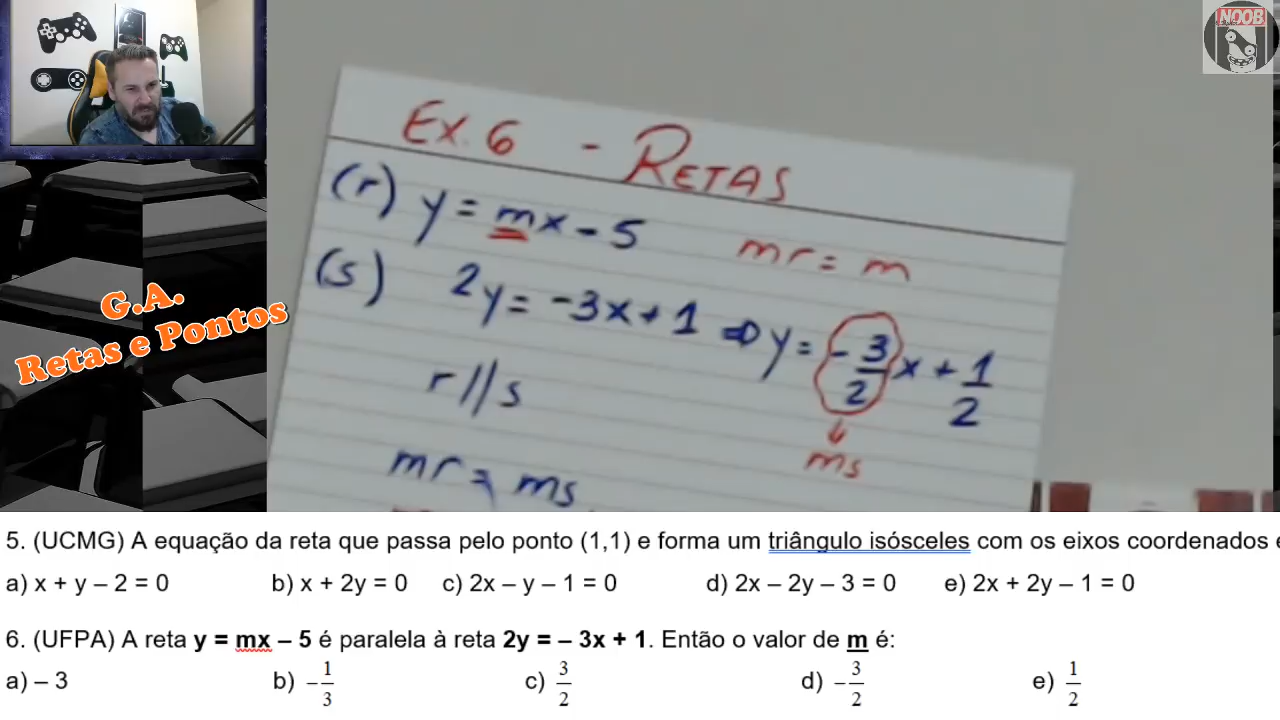 NOOB
Ex. 6 - RETAS
(r) y = mx - 5 mr = m
(s) 2y = -3x + 1 ⇒ y = -3/2 x + 1/2
ms
r // s
mr = ms
G.A.
Retas e Pontos
5. (UCMG) A equação da reta que passa pelo ponto (1,1) e forma um triângulo isósceles com os eixos coordenados
a) x + y – 2 = 0 b) x + 2y = 0 c) 2x – y – 1 = 0 d) 2x – 2y – 3 = 0 e) 2x + 2y – 1 = 0
6. (UFPA) A reta y = mx – 5 é paralela à reta 2y = – 3x + 1. Então o valor de m é:
a) – 3 b) -1/3 c) 3/2 d) -3/2 e) 1/2